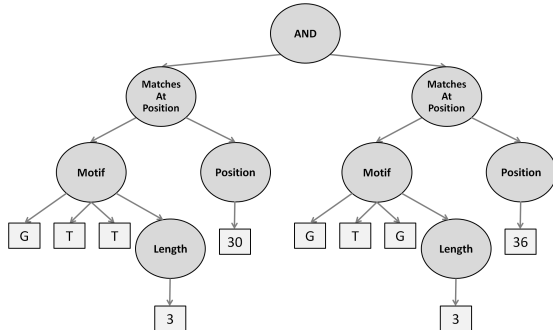 AND
Matches
At
Position
Matches
At
Position
Motif
Position
Motif
Position
G T T
Length
30
G T G
Length
36
3
3